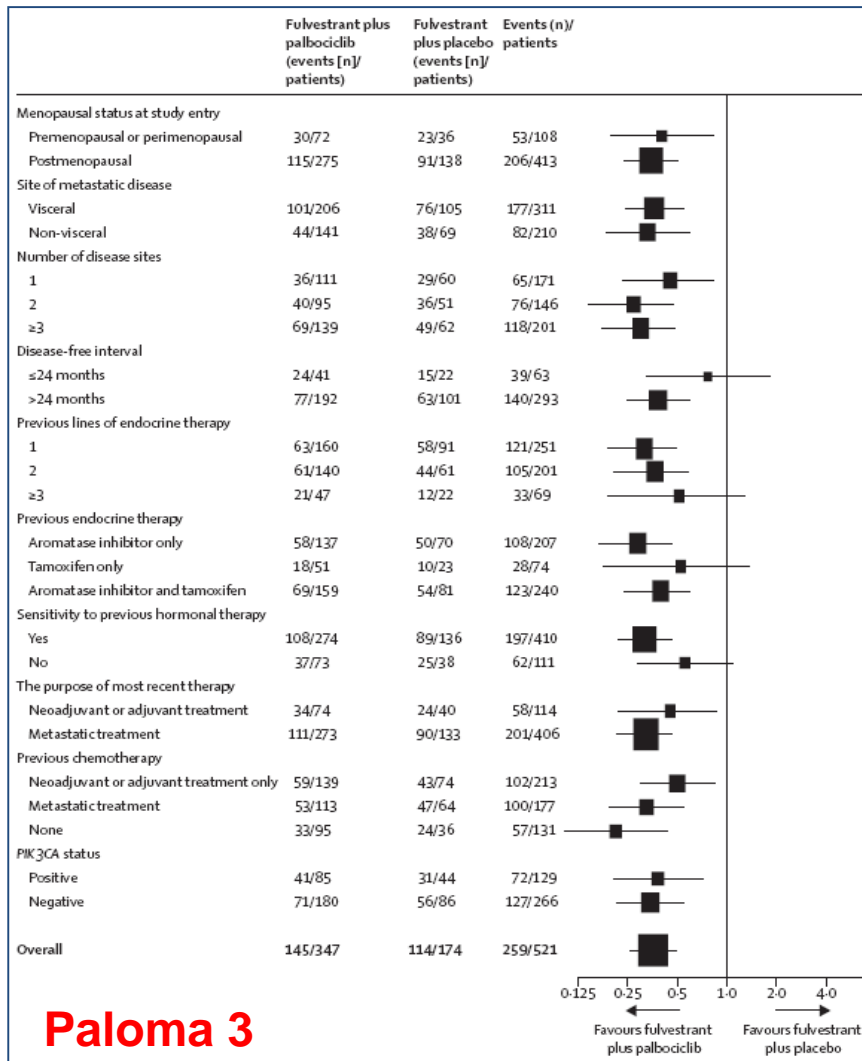 Fulvestrant plus palbociclib (events [n]/ patients) Fulvestrant plus placebo (events [n]/ patients) Events (n)/ patients
Menopausal status at study entry
Premenopausal or perimenopausal 30/72 23/36 53/108
Postmenopausal 115/275 91/138 206/413
Site of metastatic disease
Visceral 101/206 76/105 177/311
Non-visceral 44/141 38/69 82/210
Number of disease sites
1 36/111 29/60 65/171
2 40/95 36/51 76/146
≥3 69/139 49/62 118/201
Disease-free interval
≤24 months 24/41 15/22 39/63
>24 months 77/192 63/101 140/293
Previous lines of endocrine therapy
1 63/160 58/91 121/251
2 61/140 44/61 105/201
≥3 21/47 12/22 33/69
Previous endocrine therapy
Aromatase inhibitor only 58/137 50/70 108/207
Tamoxifen only 18/51 10/23 28/74
Aromatase inhibitor and tamoxifen 69/159 54/81 123/240
Sensitivity to previous hormonal therapy
Yes 108/274 89/136 197/410
No 37/73 25/38 62/111
The purpose of most recent therapy
Neoadjuvant or adjuvant treatment 34/74 24/40 58/114
Metastatic treatment 111/273 90/133 201/406
Previous chemotherapy
Neoadjuvant or adjuvant treatment only 59/139 43/74 102/213
Metastatic treatment 53/113 47/64 100/177
None 33/95 24/36 57/131
PIK3CA status
Positive 41/85 31/44 72/129
Negative 71/180 56/86 127/266
Overall 145/347 114/174 259/521
0·125 0·25 0·5 1·0 2·0 4·0
Favours fulvestrant plus palbociclib Favours fulvestrant plus placebo
Paloma 3